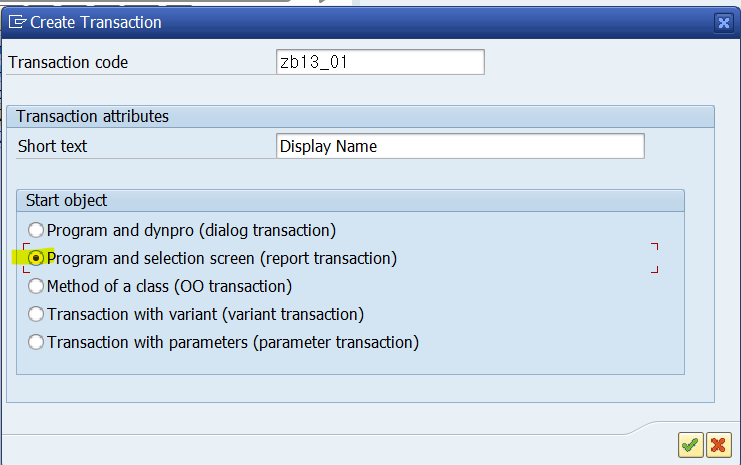 Create Transaction
Transaction code zb13_01
Transaction attributes
Short text Display Name
Start object
Program and dynpro (dialog transaction)
Program and selection screen (report transaction)
Method of a class (OO transaction)
Transaction with variant (variant transaction)
Transaction with parameters (parameter transaction)